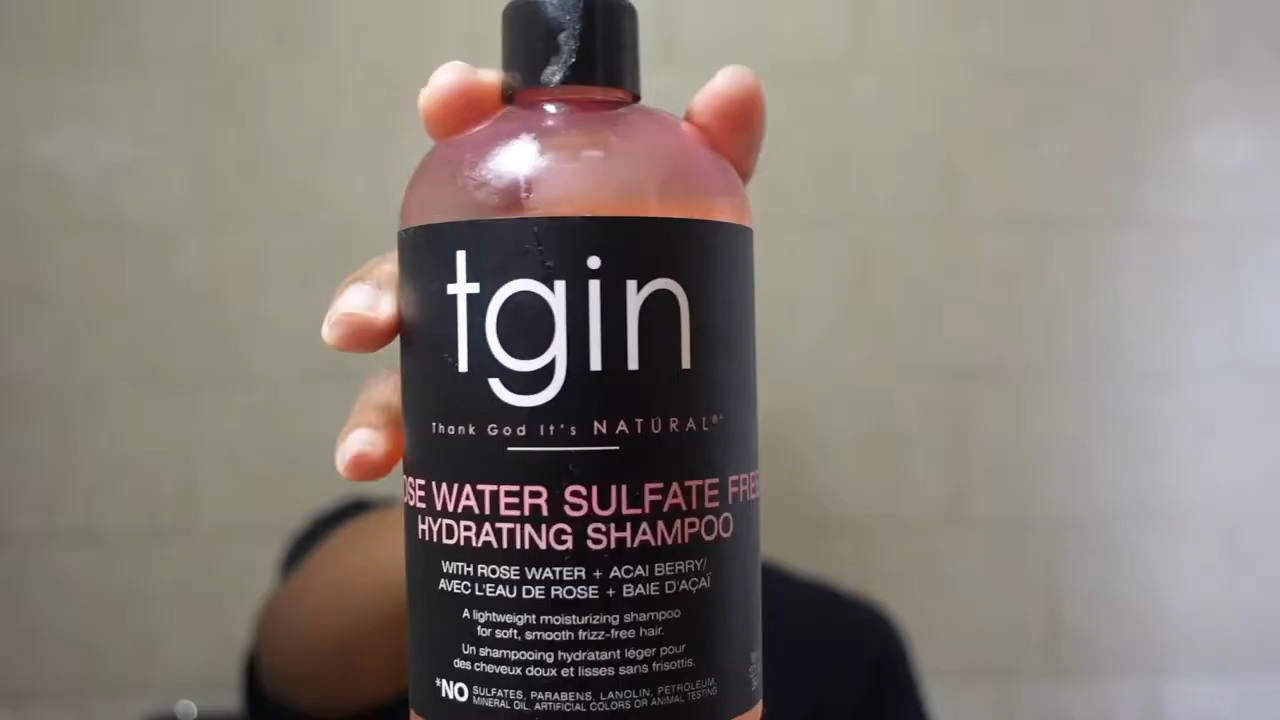 tgin
Thank God It's NATURAL®*
OSE WATER SULFATE FREE
HYDRATING SHAMPOO
WITH ROSE WATER + ACAI BERRY/
AVEC L'EAU DE ROSE + BAIE D'AÇAÏ
A lightweight moisturizing shampoo
for soft, smooth frizz-free hair.
Un shampooing hydratant léger pour
des cheveux doux et lisses sans frisottis.
*NO SULFATES, PARABENS, LANOLIN, PETROLEUM,
MINERAL OIL, ARTIFICIAL COLORS OR ANIMAL TESTING